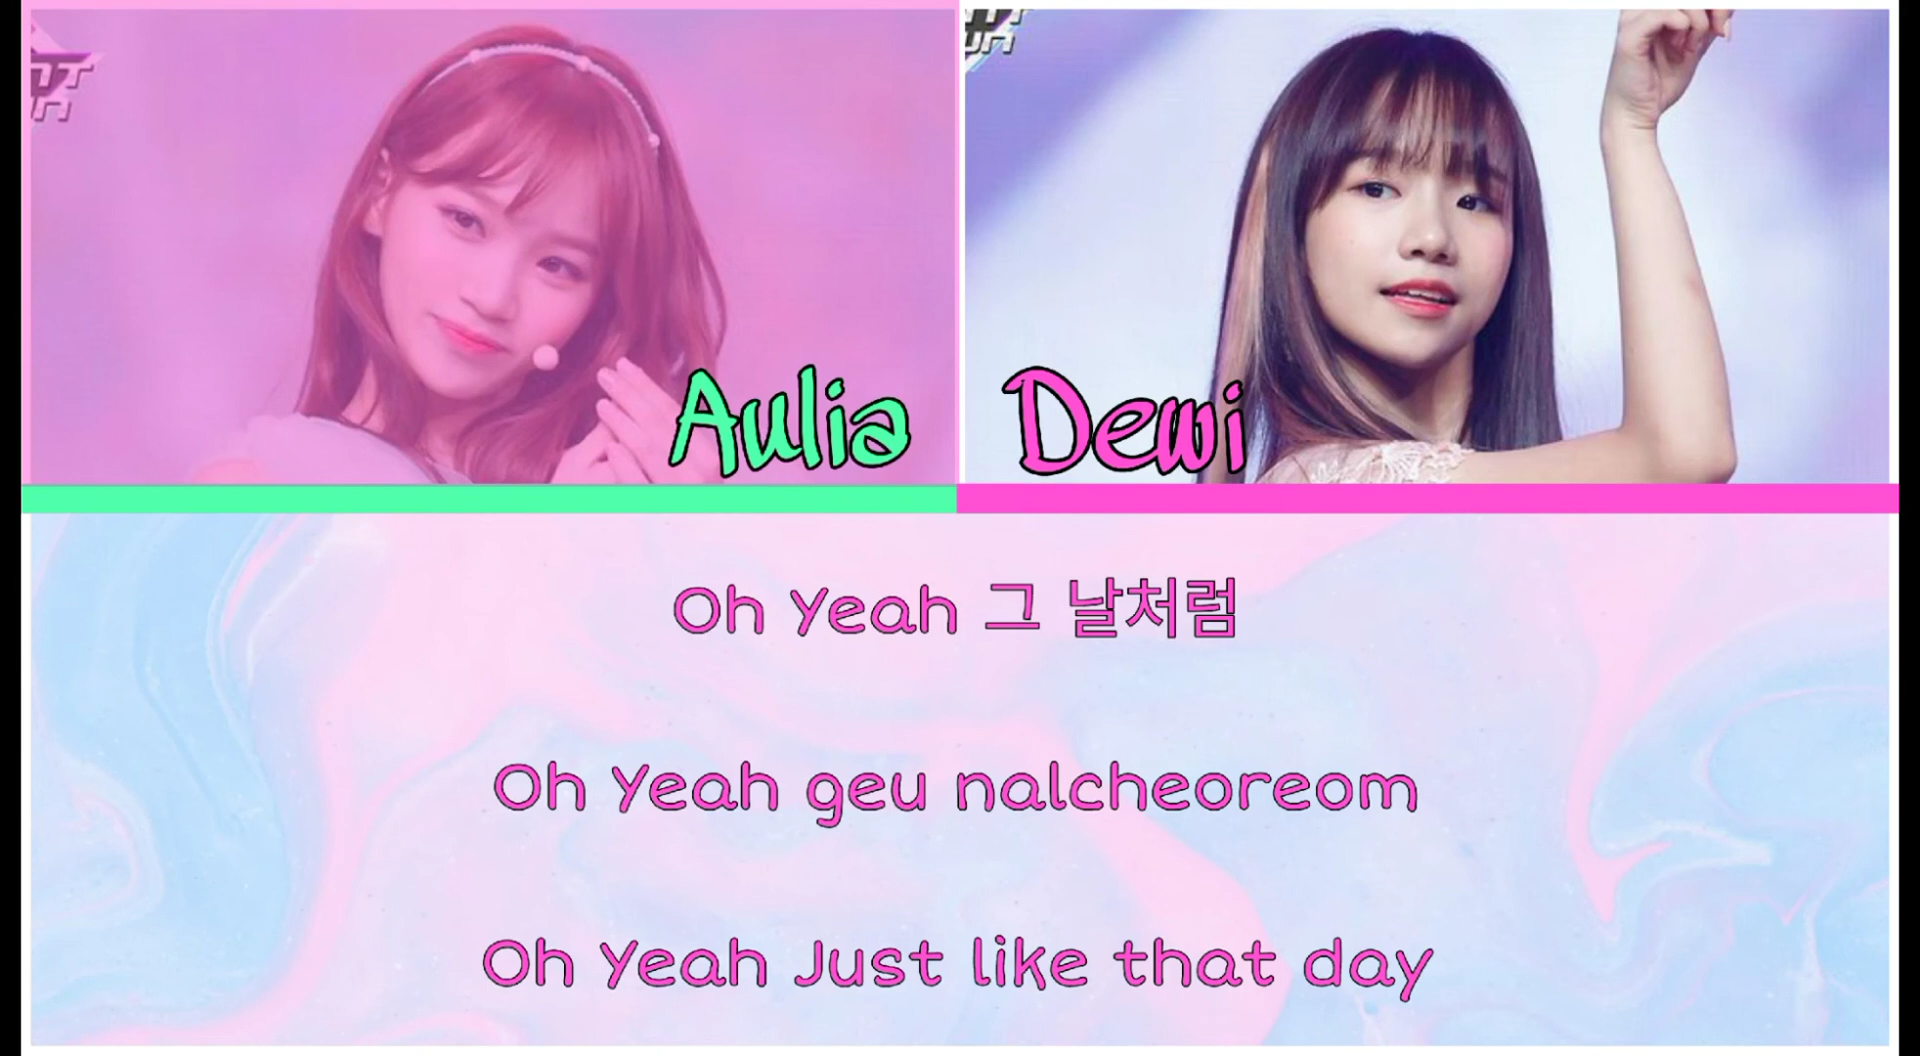 Aulia
Dewi
Oh Yeah 그 날처럼
Oh Yeah geu nalcheoreom
Oh Yeah Just like that day